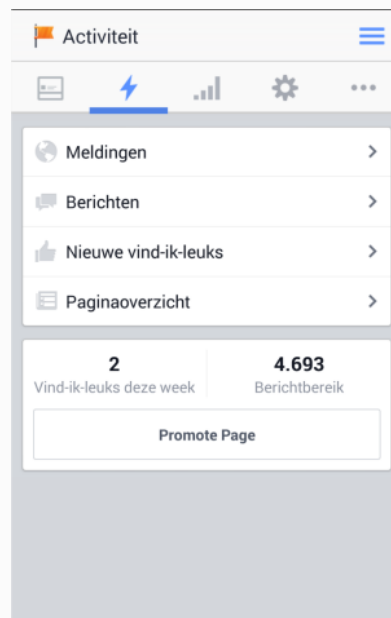 Activiteit
Meldingen
Berichten
Nieuwe vind-ik-leuks
Paginaoverzicht
2 4.693
Vind-ik-leuks deze week Berichtbereik
Promote Page